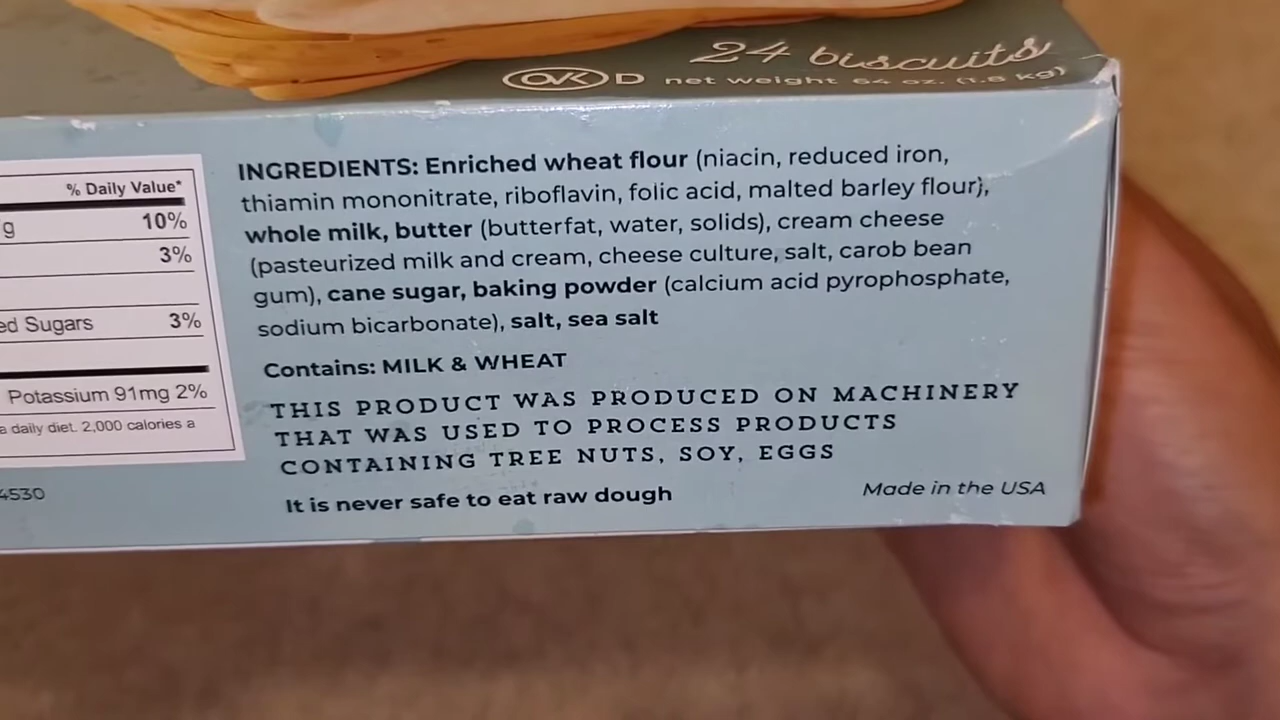 24 biscuits
OVK D net weight 64 oz. (1.8 kg)
% Daily Value*
g 10%
3%
ed Sugars 3%
Potassium 91mg 2%
a daily diet. 2,000 calories a
4530
INGREDIENTS: Enriched wheat flour (niacin, reduced iron,
thiamin mononitrate, riboflavin, folic acid, malted barley flour),
whole milk, butter (butterfat, water, solids), cream cheese
(pasteurized milk and cream, cheese culture, salt, carob bean
gum), cane sugar, baking powder (calcium acid pyrophosphate,
sodium bicarbonate), salt, sea salt
Contains: MILK & WHEAT
THIS PRODUCT WAS PRODUCED ON MACHINERY
THAT WAS USED TO PROCESS PRODUCTS
CONTAINING TREE NUTS, SOY, EGGS
It is never safe to eat raw dough
Made in the USA